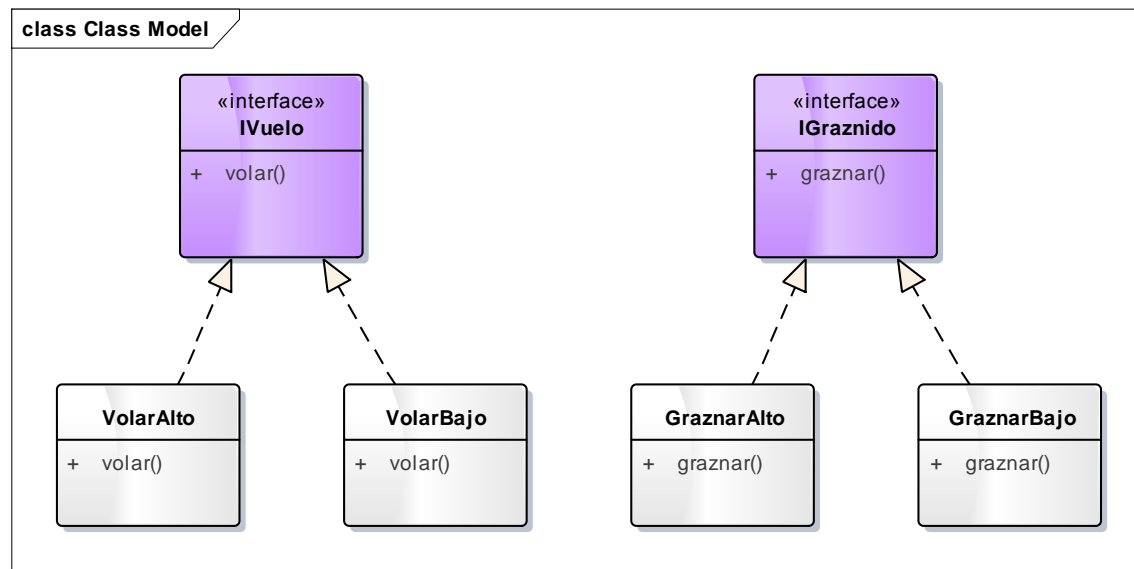 class Class Model
«interface»
IVuelo
+ volar()
«interface»
IGraznido
+ graznar()
VolarAlto
+ volar()
VolarBajo
+ volar()
GraznarAlto
+ graznar()
GraznarBajo
+ graznar()